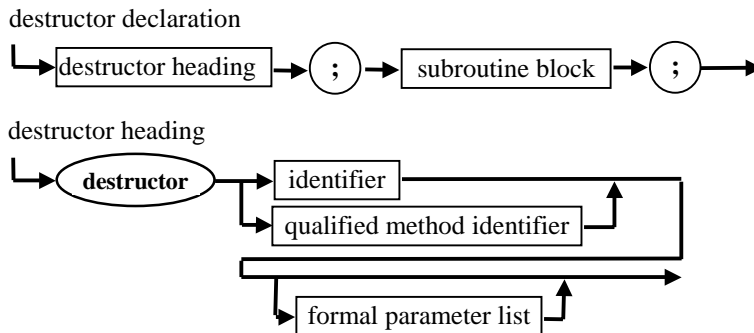 destructor declaration
destructor heading ; subroutine block ;
destructor heading
destructor identifier
qualified method identifier
formal parameter list